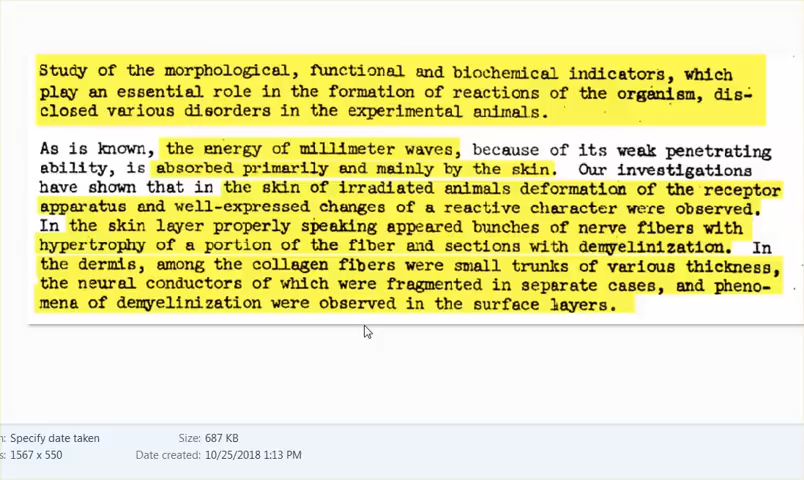 Study of the morphological, functional and biochemical indicators, which
play an essential role in the formation of reactions of the organism, dis-
closed various disorders in the experimental animals.
As is known, the energy of millimeter waves, because of its weak penetrating
ability, is absorbed primarily and mainly by the skin. Our investigations
have shown that in the skin of irradiated animals deformation of the receptor
apparatus and well-expressed changes of a reactive character were observed.
In the skin layer properly speaking appeared bunches of nerve fibers with
hypertrophy of a portion of the fiber and sections with demyelinization. In
the dermis, among the collagen fibers were small trunks of various thickness,
the neural conductors of which were fragmented in separate cases, and pheno-
mena of demyelinization were observed in the surface layers.
n: Specify date taken Size: 687 KB
s: 1567 x 550 Date created: 10/25/2018 1:13 PM